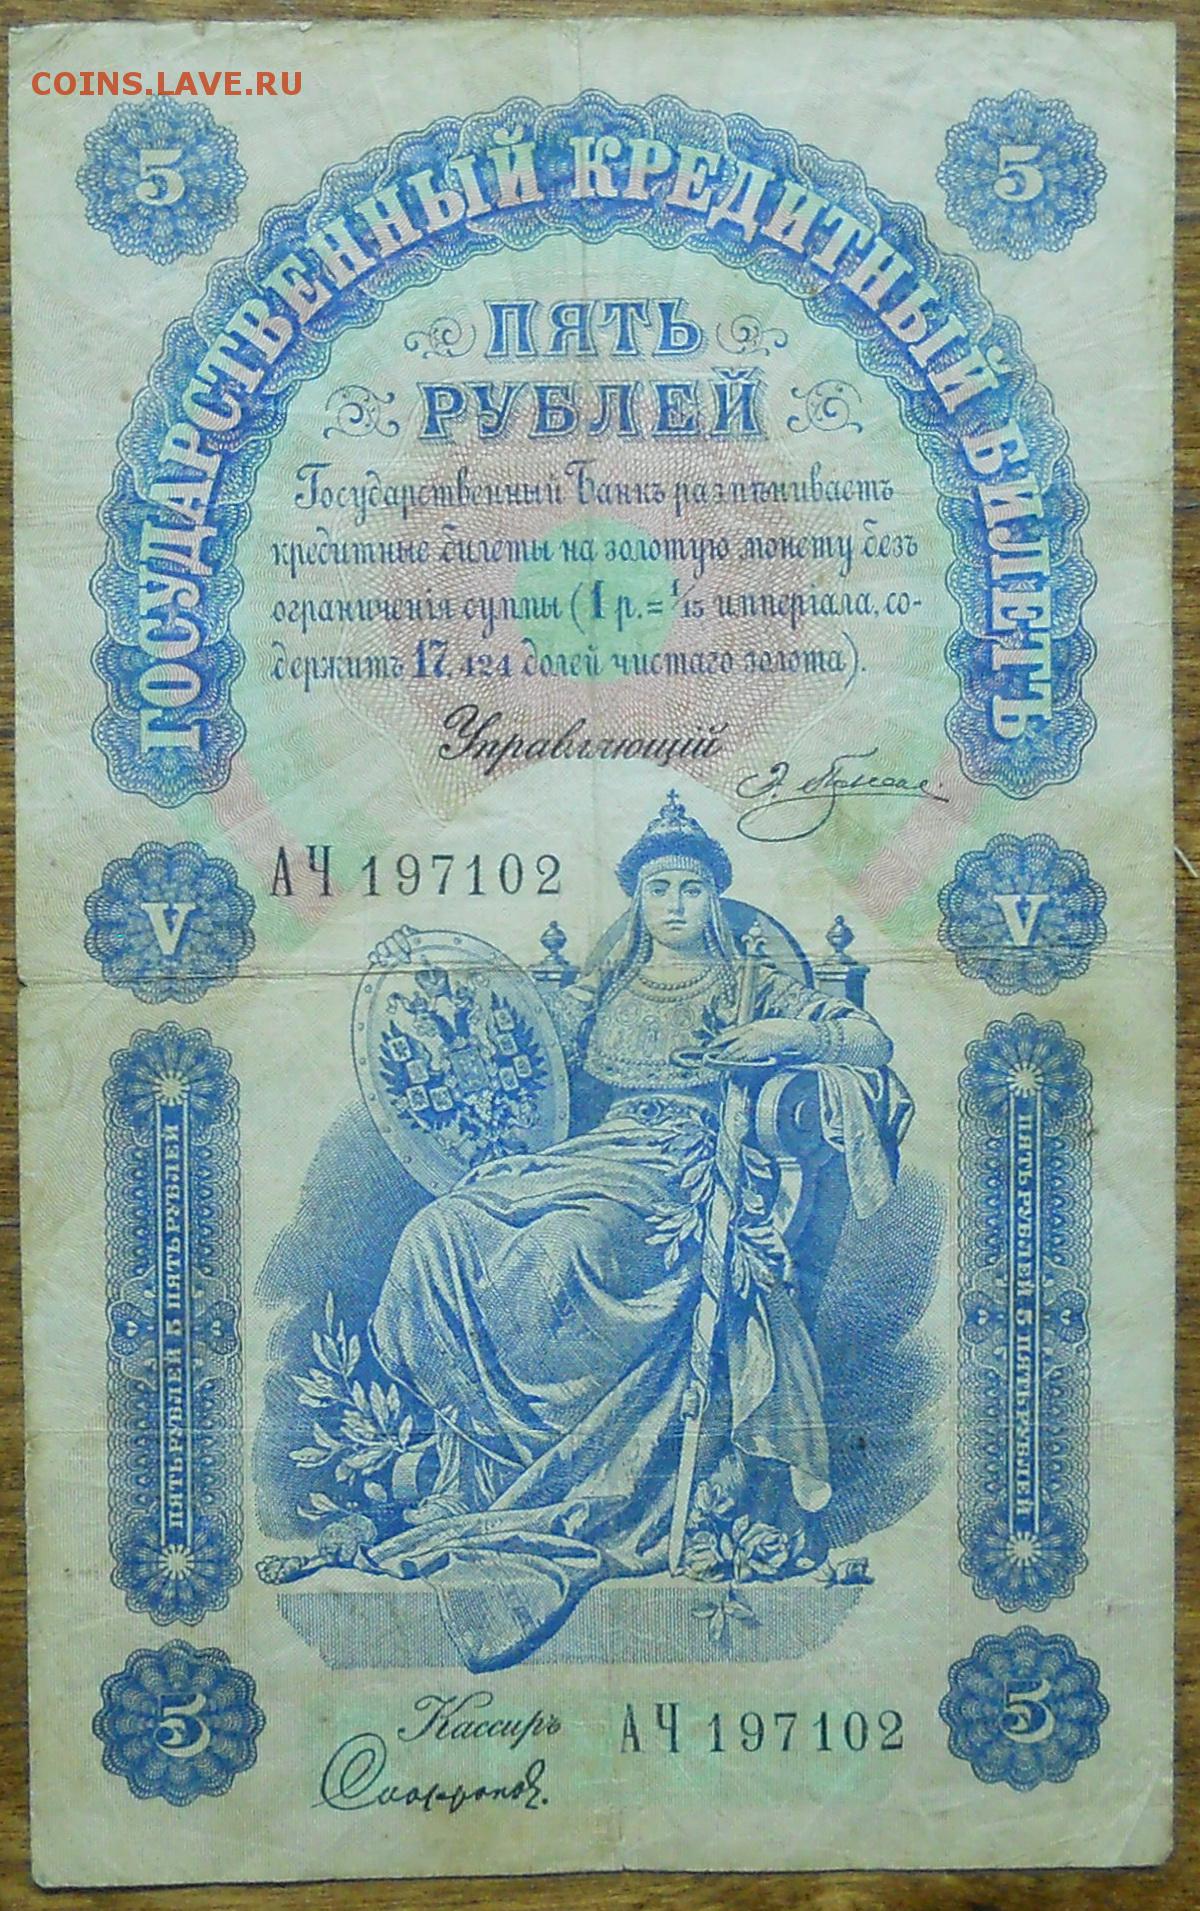 COINS.LAVE.RU
5 5
ГОСУДАРСТВЕННЫЙ КРЕДИТНЫЙ БИЛЕТЪ
ПЯТЬ
РУБЛЕЙ
Государственный Банкъ размѣниваетъ
кредитные билеты на золотую монету безъ
ограниченія суммы (1 р. = 1/15 имперіала, со-
держитъ 17,424 долей чистаго золота).
Управляющій
АЧ 197102
V V
ПЯТЬ РУБЛЕЙ 5 ПЯТЬ РУБЛЕЙ
ПЯТЬ РУБЛЕЙ 5 ПЯТЬ РУБЛЕЙ
Кассиръ
АЧ 197102
5 5